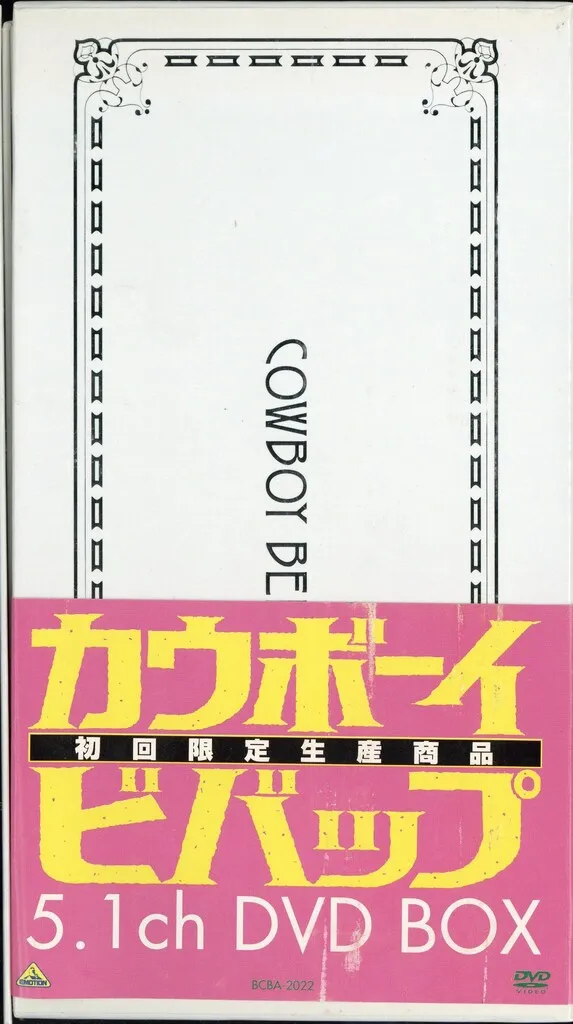 COWBOY BE
カウボーイ
初回限定生産商品
ビバップ
5.1ch DVD BOX
EMOTION
BCBA-2022
DVD
VIDEO